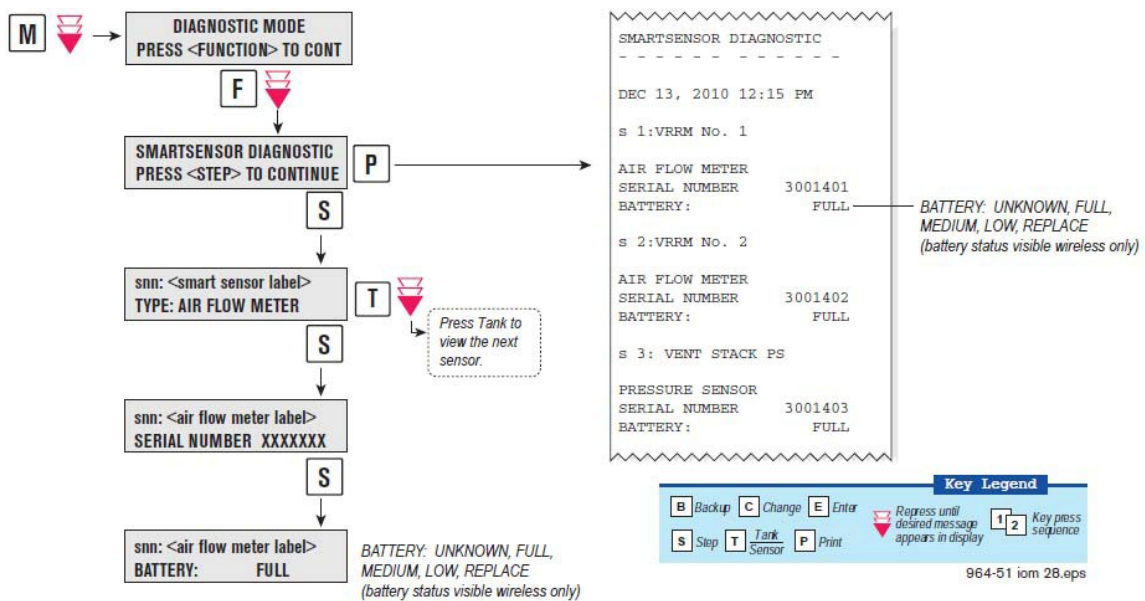 M
DIAGNOSTIC MODE
PRESS <FUNCTION> TO CONT
F
SMARTSENSOR DIAGNOSTIC
PRESS <STEP> TO CONTINUE
P
S
snn: <smart sensor label>
TYPE: AIR FLOW METER
T
Press Tank to
view the next
sensor.
S
snn: <air flow meter label>
SERIAL NUMBER XXXXXXX
S
snn: <air flow meter label>
BATTERY: FULL
BATTERY: UNKNOWN, FULL,
MEDIUM, LOW, REPLACE
(battery status visible wireless only)
SMARTSENSOR DIAGNOSTIC
- - - - - - - - - - - -
DEC 13, 2010 12:15 PM
s 1:VRRM No. 1
AIR FLOW METER
SERIAL NUMBER 3001401
BATTERY: FULL
s 2:VRRM No. 2
AIR FLOW METER
SERIAL NUMBER 3001402
BATTERY: FULL
s 3: VENT STACK PS
PRESSURE SENSOR
SERIAL NUMBER 3001403
BATTERY: FULL
BATTERY: UNKNOWN, FULL,
MEDIUM, LOW, REPLACE
(battery status visible wireless only)
Key Legend
B Backup C Change E Enter
S Step T Tank Sensor P Print
Repress until
desired message
appears in display
1 2 Key press
sequence
964-51 iom 28.eps